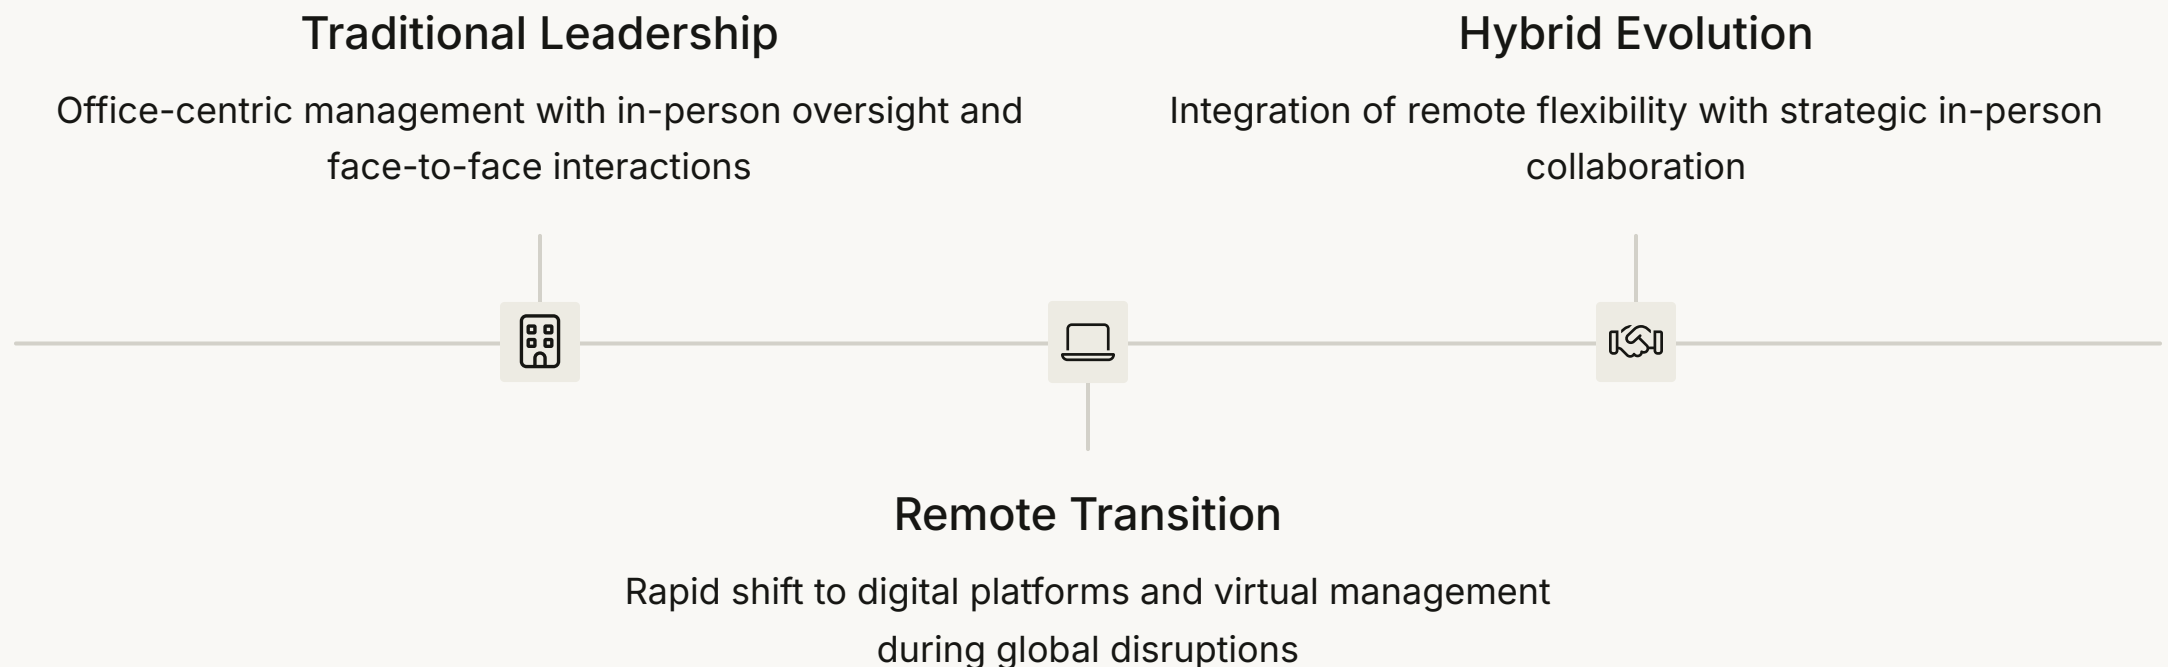 Traditional Leadership
Office-centric management with in-person oversight and
face-to-face interactions
Hybrid Evolution
Integration of remote flexibility with strategic in-person
collaboration
Remote Transition
Rapid shift to digital platforms and virtual management
during global disruptions